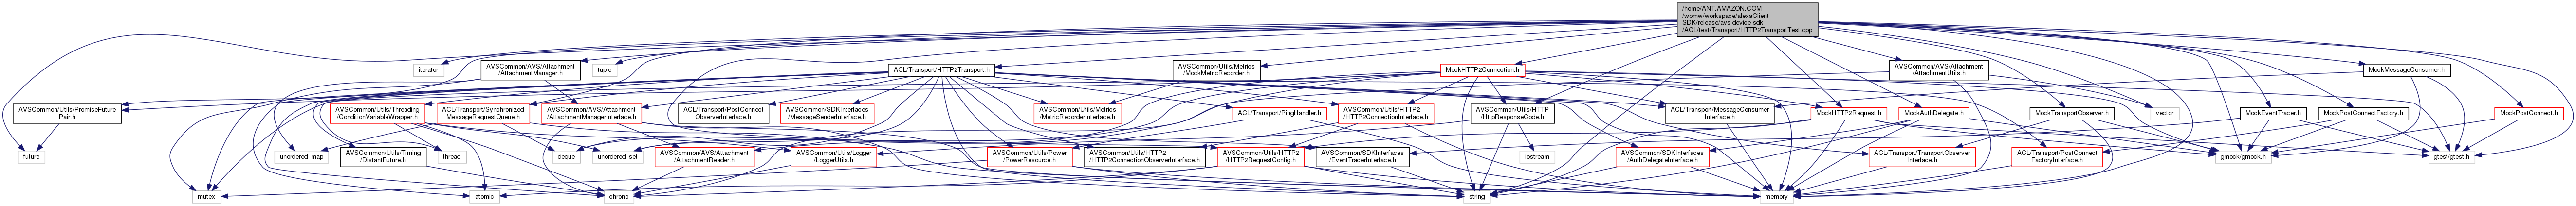 /home/ANT.AMAZON.COM
/womw/workspace/alexaClient
SDK/release/avs-device-sdk
/ACL/test/Transport/HTTP2TransportTest.cpp
iterator
AVSCommon/AVS/Attachment
/AttachmentManager.h
tuple
ACL/Transport/HTTP2Transport.h
AVSCommon/Utils/Metrics
/MockMetricRecorder.h
MockHTTP2Connection.h
AVSCommon/AVS/Attachment
/AttachmentUtils.h
MockMessageConsumer.h
AVSCommon/Utils/PromiseFuture
Pair.h
AVSCommon/Utils/Threading
/ConditionVariableWrapper.h
ACL/Transport/Synchronized
MessageRequestQueue.h
AVSCommon/AVS/Attachment
/AttachmentManagerInterface.h
ACL/Transport/PostConnect
ObserverInterface.h
AVSCommon/SDKInterfaces
/MessageSenderInterface.h
AVSCommon/Utils/Metrics
/MetricRecorderInterface.h
ACL/Transport/PingHandler.h
AVSCommon/Utils/HTTP2
/HTTP2ConnectionInterface.h
AVSCommon/Utils/HTTP
/HttpResponseCode.h
ACL/Transport/MessageConsumer
Interface.h
MockHTTP2Request.h
MockAuthDelegate.h
MockTransportObserver.h
vector
MockEventTracer.h
MockPostConnectFactory.h
MockPostConnect.h
future
unordered_map
AVSCommon/Utils/Timing
/DistantFuture.h
thread
deque
unordered_set
AVSCommon/AVS/Attachment
/AttachmentReader.h
AVSCommon/Utils/Logger
/LoggerUtils.h
AVSCommon/Utils/Power
/PowerResource.h
AVSCommon/Utils/HTTP2
/HTTP2ConnectionObserverInterface.h
AVSCommon/Utils/HTTP2
/HTTP2RequestConfig.h
AVSCommon/SDKInterfaces
/EventTracerInterface.h
iostream
AVSCommon/SDKInterfaces
/AuthDelegateInterface.h
ACL/Transport/TransportObserver
Interface.h
ACL/Transport/PostConnect
FactoryInterface.h
gmock/gmock.h
gtest/gtest.h
mutex
atomic
chrono
string
memory